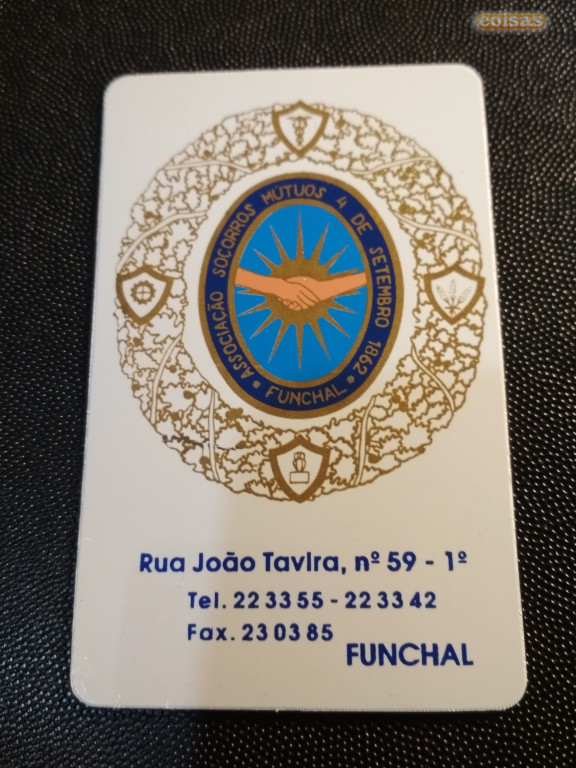 coisas
ASSOCIAÇÃO SOCORROS MÚTUOS 4 DE SETEMBRO 1862
• FUNCHAL •
Rua João Tavira, nº 59 - 1º
Tel. 22 33 55 - 22 33 42
Fax. 23 03 85
FUNCHAL